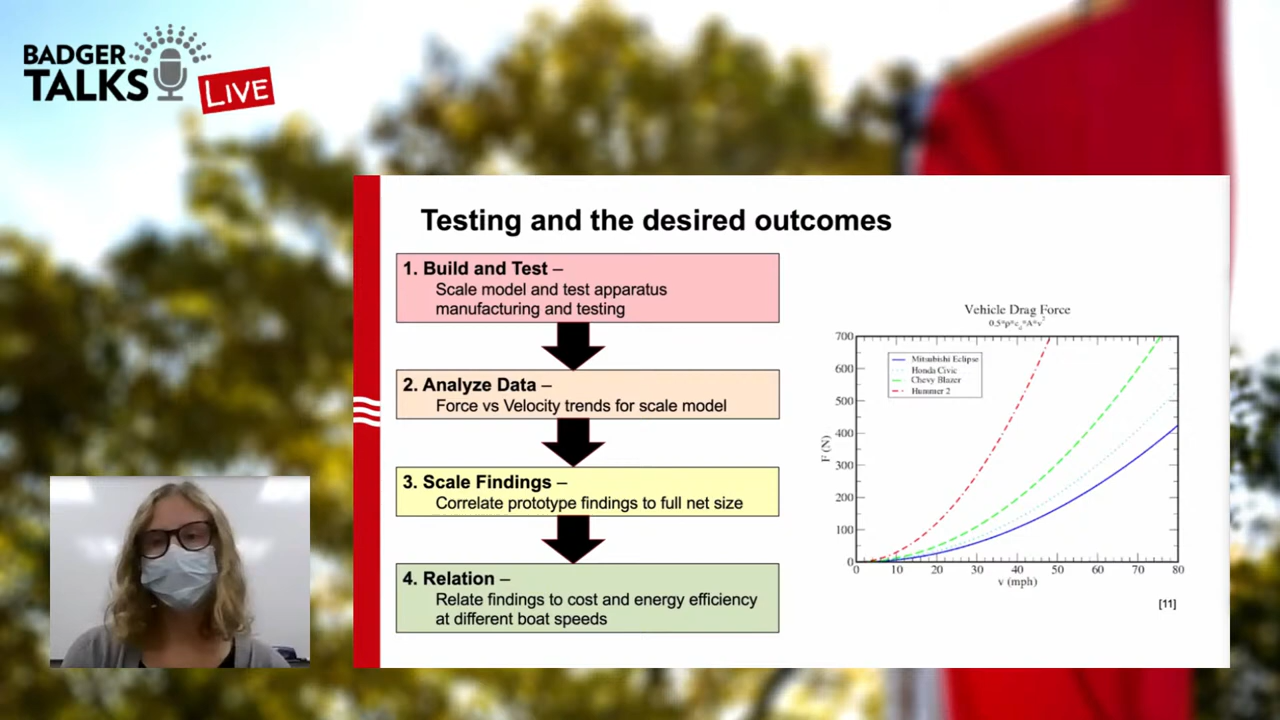 BADGER
TALKS LIVE
Testing and the desired outcomes
1. Build and Test –
Scale model and test apparatus
manufacturing and testing
2. Analyze Data –
Force vs Velocity trends for scale model
3. Scale Findings –
Correlate prototype findings to full net size
4. Relation –
Relate findings to cost and energy efficiency
at different boat speeds
Vehicle Drag Force
0.5*ρ*c_d*A*v^2
Mitsubishi Eclipse
Honda Civic
Chevy Blazer
Hummer 2
700
600
500
400
300
200
100
0
F (N)
0 10 20 30 40 50 60 70 80
v (mph)
[11]